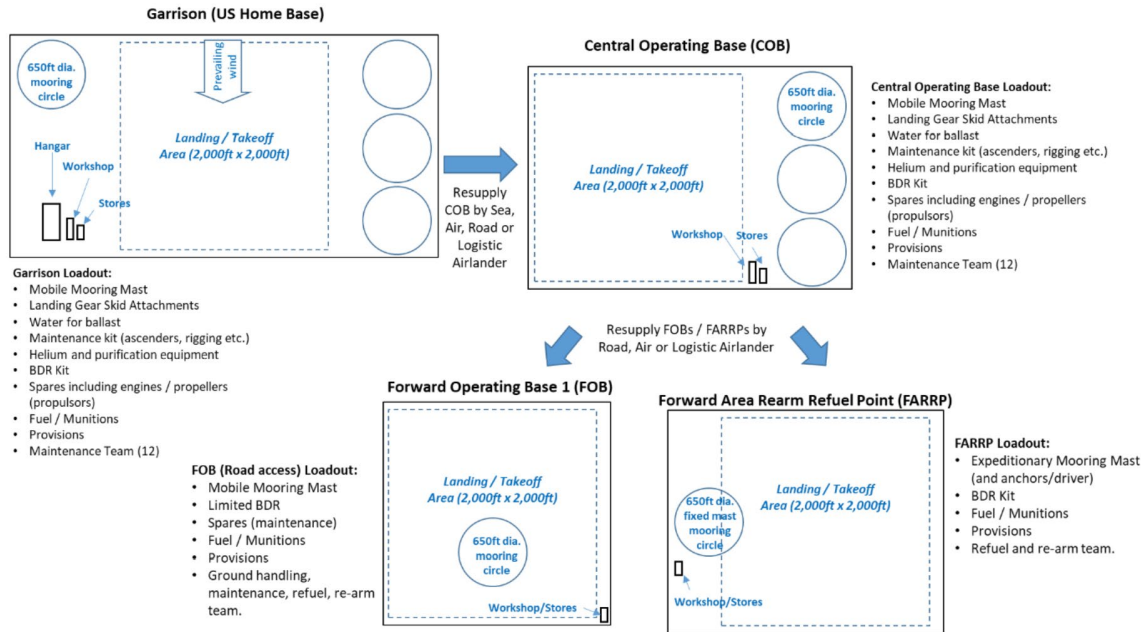 Garrison (US Home Base)
650ft dia.
mooring
circle
Prevailing
wind
Landing / Takeoff
Area (2,000ft x 2,000ft)
Hangar
Workshop
Stores
Garrison Loadout:
• Mobile Mooring Mast
• Landing Gear Skid Attachments
• Water for ballast
• Maintenance kit (ascenders, rigging etc.)
• Helium and purification equipment
• BDR Kit
• Spares including engines / propellers
(propulsors)
• Fuel / Munitions
• Provisions
• Maintenance Team (12)
Resupply
COB by Sea,
Air, Road or
Logistic
Airlander
Central Operating Base (COB)
Landing / Takeoff
Area (2,000ft x 2,000ft)
650ft dia.
mooring
circle
Workshop
Stores
Central Operating Base Loadout:
• Mobile Mooring Mast
• Landing Gear Skid Attachments
• Water for ballast
• Maintenance kit (ascenders, rigging etc.)
• Helium and purification equipment
• BDR Kit
• Spares including engines / propellers
(propulsors)
• Fuel / Munitions
• Provisions
• Maintenance Team (12)
Resupply FOBs / FARRPs by
Road, Air or Logistic Airlander
Forward Operating Base 1 (FOB)
Landing / Takeoff
Area (2,000ft x 2,000ft)
650ft dia.
mooring
circle
Workshop/Stores
FOB (Road access) Loadout:
• Mobile Mooring Mast
• Limited BDR
• Spares (maintenance)
• Fuel / Munitions
• Provisions
• Ground handling,
maintenance, refuel, re-arm
team.
Forward Area Rearm Refuel Point (FARRP)
Landing / Takeoff
Area (2,000ft x 2,000ft)
650ft dia.
fixed mast
mooring
circle
Workshop/Stores
FARRP Loadout:
• Expeditionary Mooring Mast
(and anchors/driver)
• BDR Kit
• Fuel / Munitions
• Provisions
• Refuel and re-arm team.